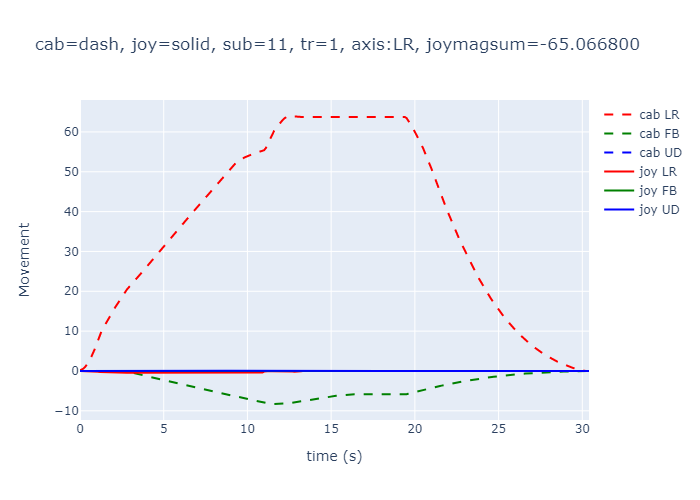 cab=dash, joy=solid, sub=11, tr=1, axis:LR, joymagsum=-65.066800
Movement
60
50
40
30
20
10
0
−10
0
5
10
15
20
25
30
time (s)
cab LR
cab FB
cab UD
joy LR
joy FB
joy UD